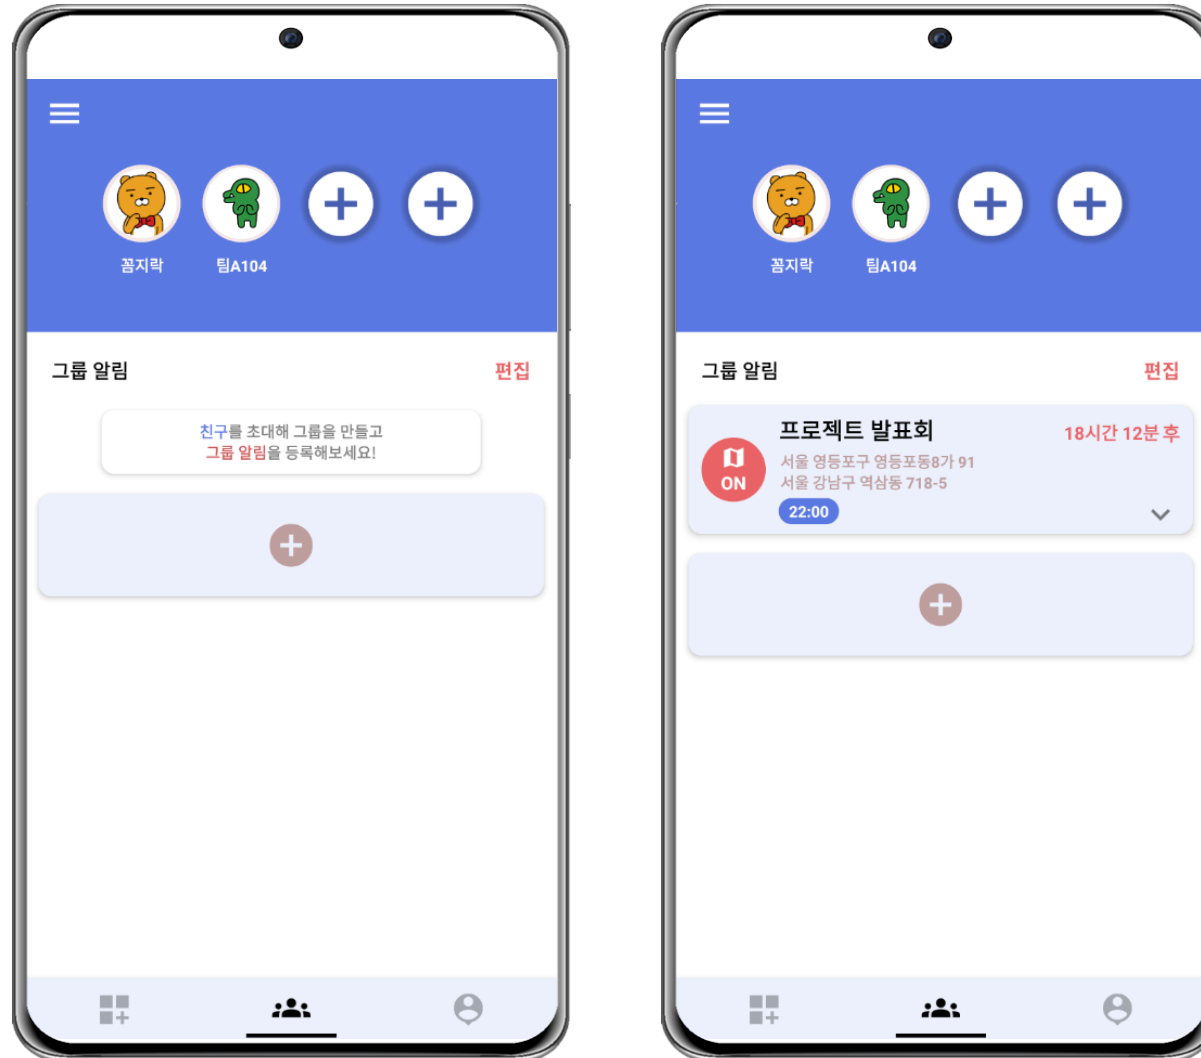 꼼지락
팀A104
그룹 알림
편집
친구를 초대해 그룹을 만들고
그룹 알림을 등록해보세요!
꼼지락
팀A104
그룹 알림
편집
프로젝트 발표회
18시간 12분 후
서울 영등포구 영등포동8가 91
서울 강남구 역삼동 718-5
ON
22:00